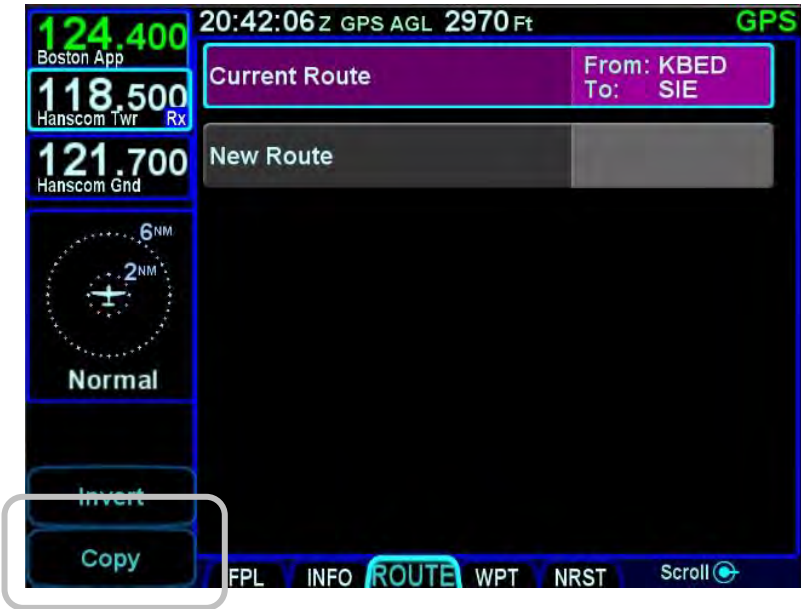 124.400
Boston App
118.500
Hanscom Twr Rx
121.700
Hanscom Gnd
6NM
2NM
Normal
Invert
Copy
20:42:06 Z GPS AGL 2970 Ft GPS
Current Route From: KBED
To: SIE
New Route
FPL INFO ROUTE WPT NRST Scroll